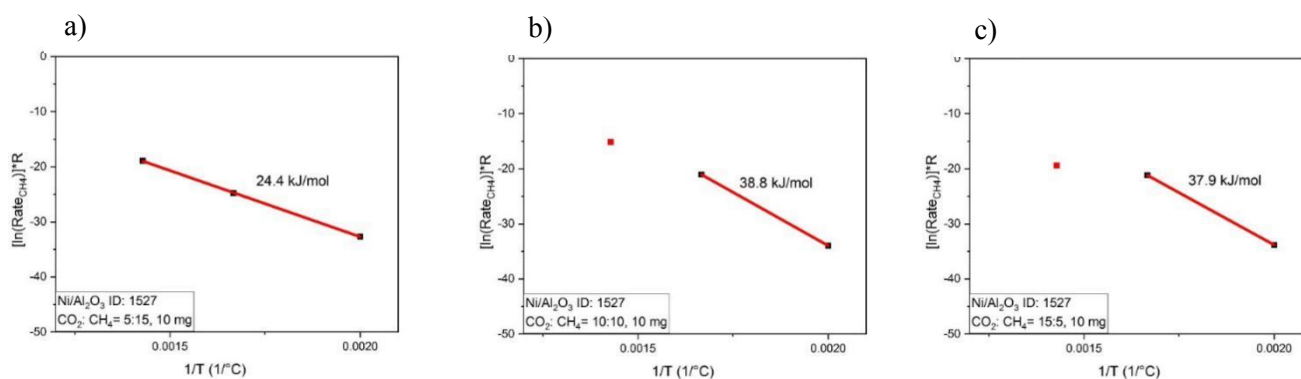 a)
0
-10
-20
-30
-40
-50
[ln(Rate_CH4)]*R
24.4 kJ/mol
Ni/Al2O3 ID: 1527
CO2: CH4= 5:15, 10 mg
0.0015 0.0020
1/T (1/°C)
b)
0
-10
-20
-30
-40
-50
[ln(Rate_CH4)]*R
38.8 kJ/mol
Ni/Al2O3 ID: 1527
CO2: CH4= 10:10, 10 mg
0.0015 0.0020
1/T (1/°C)
c)
0
-10
-20
-30
-40
-50
[ln(Rate_CH4)]*R
37.9 kJ/mol
Ni/Al2O3 ID: 1527
CO2: CH4= 15:5, 10 mg
0.0015 0.0020
1/T (1/°C)